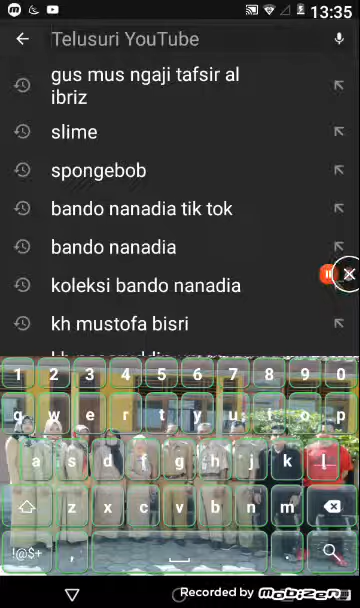 13:35
Telusuri YouTube
gus mus ngaji tafsir al
ibriz
slime
spongebob
bando nanadia tik tok
bando nanadia
koleksi bando nanadia
kh mustofa bisri
1 2 3 4 5 6 7 8 9 0
q w e r t y u i o p
a s d f g h j k l
z x c v b n m
!@$+ , .
Recorded by mobizen